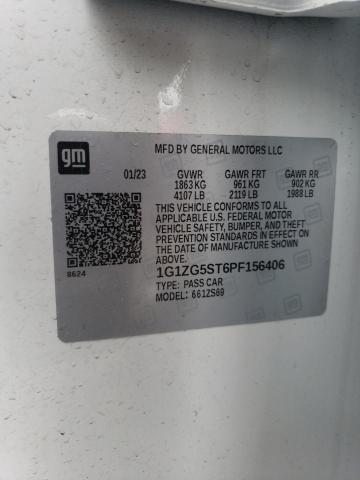 gm
MFD BY GENERAL MOTORS LLC
01/23 GVWR GAWR FRT GAWR RR
1863 KG 961 KG 902 KG
4107 LB 2119 LB 1988 LB
THIS VEHICLE CONFORMS TO ALL
APPLICABLE U.S. FEDERAL MOTOR
VEHICLE SAFETY, BUMPER, AND THEFT
PREVENTION STANDARDS IN EFFECT ON
THE DATE OF MANUFACTURE SHOWN
ABOVE.
8624
1G1ZG5ST6PF156406
TYPE: PASS CAR
MODEL: 661ZS69